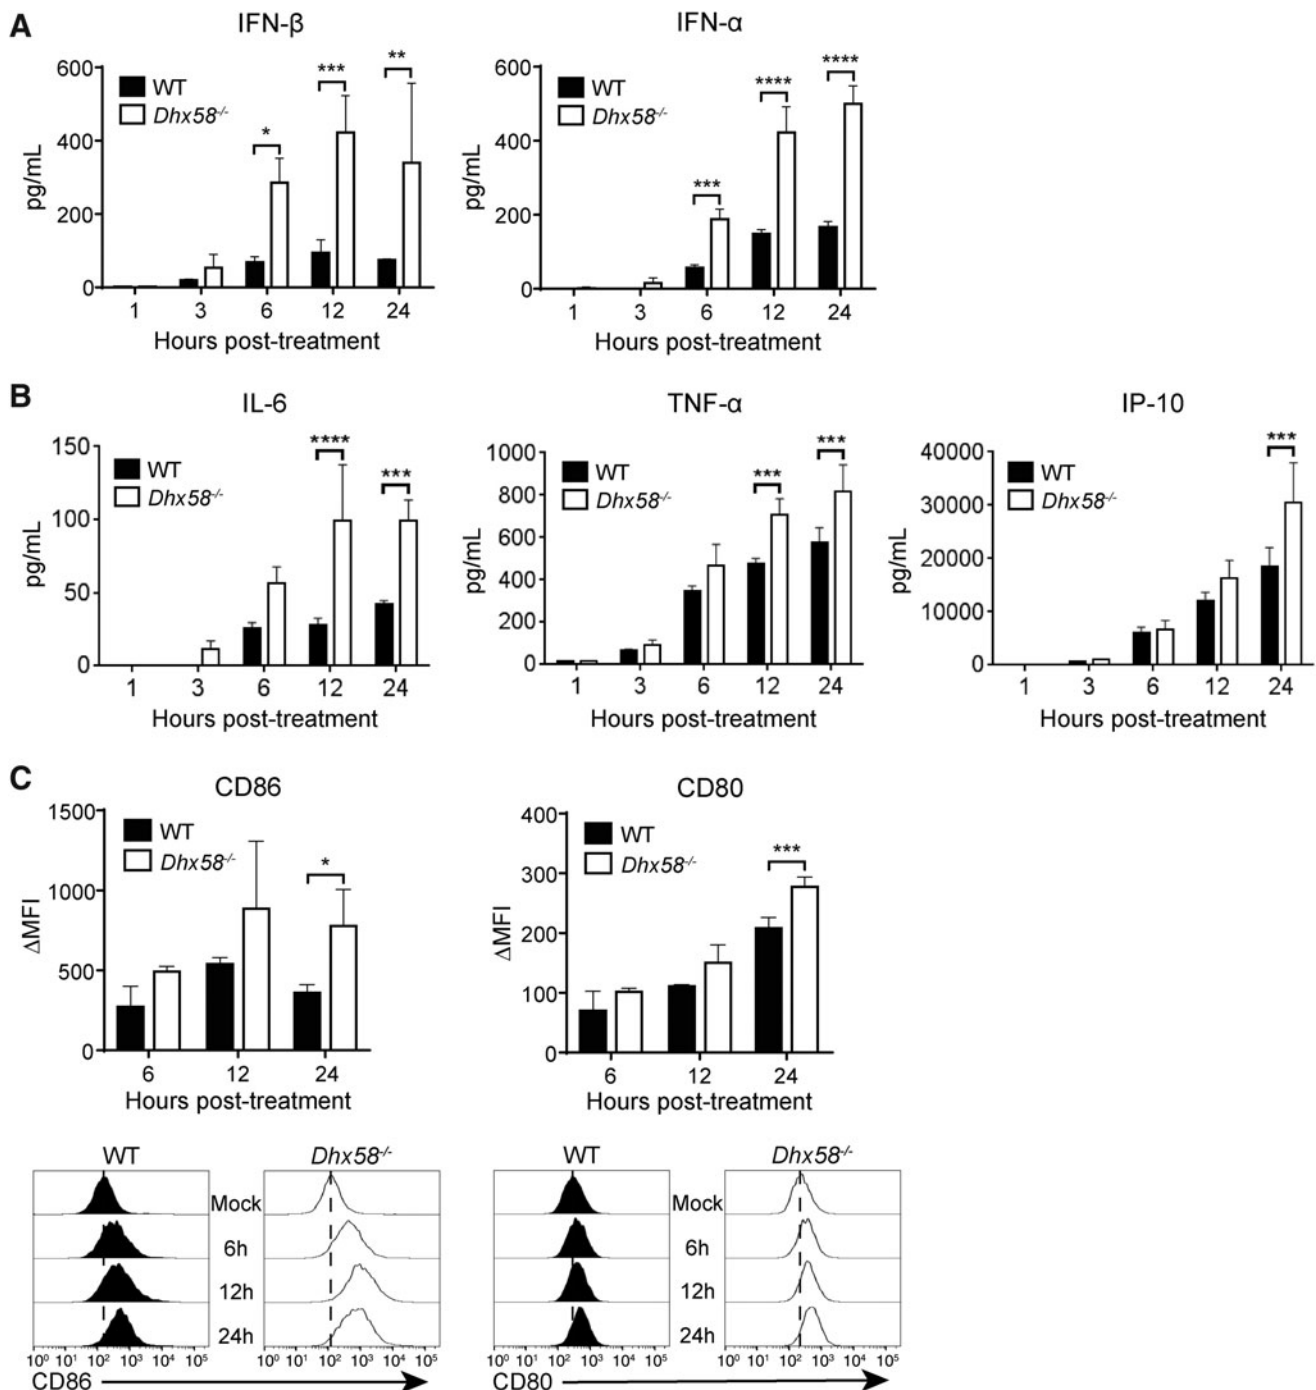 A
IFN-β
IFN-α
600
400
200
0
pg/mL
WT
Dhx58-/-
*
***
**
1 3 6 12 24
Hours post-treatment
600
400
200
0
pg/mL
WT
Dhx58-/-
***
****
****
1 3 6 12 24
Hours post-treatment
B
IL-6
TNF-α
IP-10
150
100
50
0
pg/mL
WT
Dhx58-/-
****
***
1 3 6 12 24
Hours post-treatment
1000
800
600
400
200
0
pg/mL
WT
Dhx58-/-
***
***
1 3 6 12 24
Hours post-treatment
40000
30000
20000
10000
0
pg/mL
WT
Dhx58-/-
***
1 3 6 12 24
Hours post-treatment
C
CD86
CD80
1500
1000
500
0
ΔMFI
WT
Dhx58-/-
*
6 12 24
Hours post-treatment
400
300
200
100
0
ΔMFI
WT
Dhx58-/-
***
6 12 24
Hours post-treatment
WT Dhx58-/-
Mock
6h
12h
24h
10⁰ 10¹ 10² 10³ 10⁴ 10⁵
10⁰ 10¹ 10² 10³ 10⁴ 10⁵
CD86
WT Dhx58-/-
Mock
6h
12h
24h
10⁰ 10¹ 10² 10³ 10⁴ 10⁵
10⁰ 10¹ 10² 10³ 10⁴ 10⁵
CD80